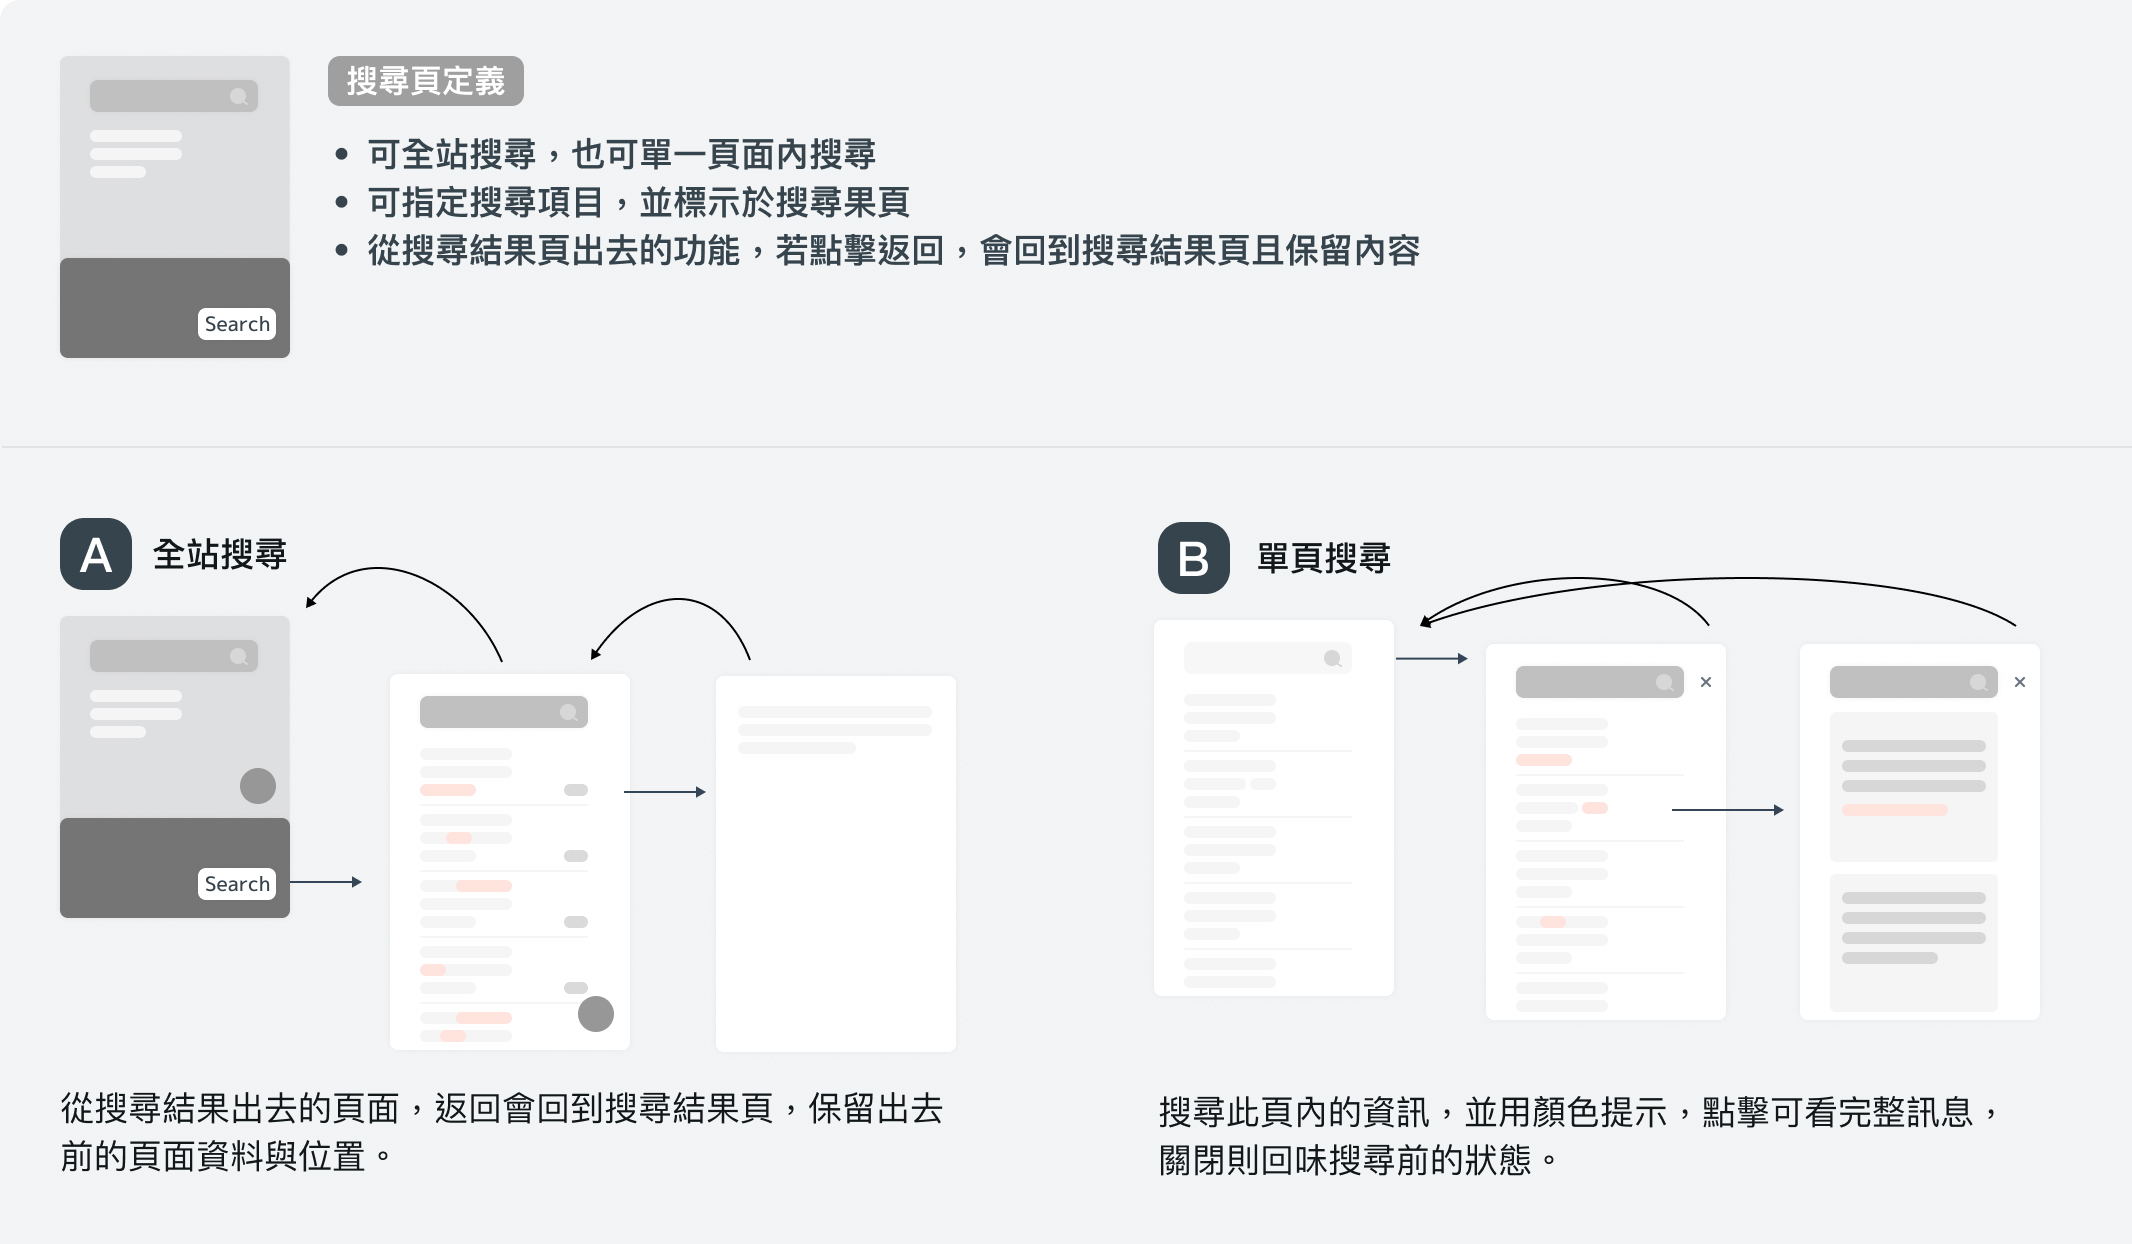 搜尋頁定義
• 可全站搜尋，也可單一頁面內搜尋
• 可指定搜尋項目，並標示於搜尋果頁
• 從搜尋結果頁出去的功能，若點擊返回，會回到搜尋結果頁且保留內容
Search
A 全站搜尋
Search
從搜尋結果出去的頁面，返回會回到搜尋結果頁，保留出去
前的頁面資料與位置。
B 單頁搜尋
×
×
搜尋此頁內的資訊，並用顏色提示，點擊可看完整訊息，
關閉則回味搜尋前的狀態。